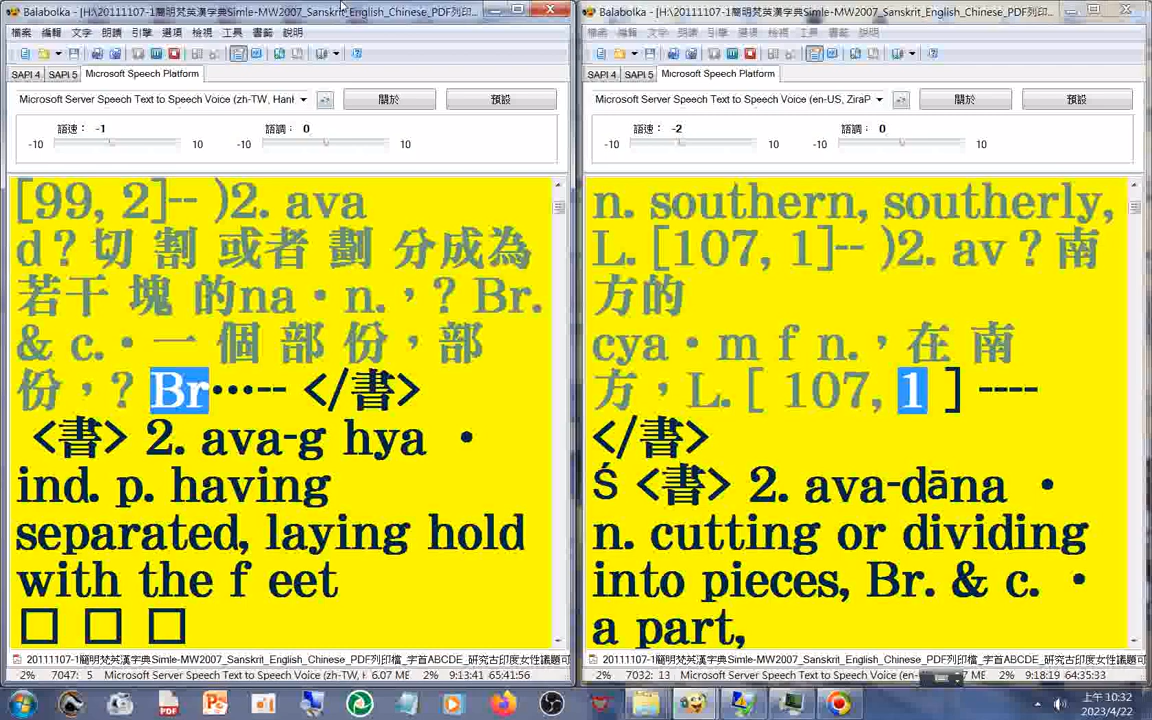 Balabolka - [H:\20111107-1簡明梵英漢字典Simle-MW2007_Sanskrit_English_Chinese_PDF列印...
檔案 編輯 文字 朗讀 引擎 選項 檢視 工具 書籤 說明
SAPI 4 SAPI 5 Microsoft Speech Platform
Microsoft Server Speech Text to Speech Voice (zh-TW, Hanl
關於 預設
語速： -1 語調： 0
-10 10 -10 10
[99, 2]-- )2. ava
d？切 割 或者 劃 分成為
若干 塊 的na‧n.，？Br.
& c.‧一 個 部 份，部
份，？ Br…-- </書>
<書> 2. ava-g hya ‧
ind. p. having
separated, laying hold
with the f eet
□ □ □
20111107-1簡明梵英漢字典Simle-MW2007_Sanskrit_English_Chinese_PDF列印檔_字首ABCDE_研究古印度女性議題可
2% 7047: 5 Microsoft Server Speech Text to Speech Voice (zh-TW, H 6.07 ME 2% 9:13:41 65:41:56
Balabolka - [H:\20111107-1簡明梵英漢字典Simle-MW2007_Sanskrit_English_Chinese_PDF列印...
檔案 編輯 文字 朗讀 引擎 選項 檢視 工具 書籤 說明
SAPI 4 SAPI 5 Microsoft Speech Platform
Microsoft Server Speech Text to Speech Voice (en-US, ZiraP
關於 預設
語速： -2 語調： 0
-10 10 -10 10
n. southern, southerly,
L. [107, 1]-- )2. av？南
方的
cya‧m f n.，在 南
方，L. [ 107, 1 ] ----
</書>
Ś <書> 2. ava-dāna ‧
n. cutting or dividing
into pieces, Br. & c. ‧
a part,
20111107-1簡明梵英漢字典Simle-MW2007_Sanskrit_English_Chinese_PDF列印檔_字首ABCDE_研究古印度女性議題可
2% 7032: 13 Microsoft Server Speech Text to Speech Voice ME 2% 9:18:19 64:35:33
上午 10:32
2023/4/22